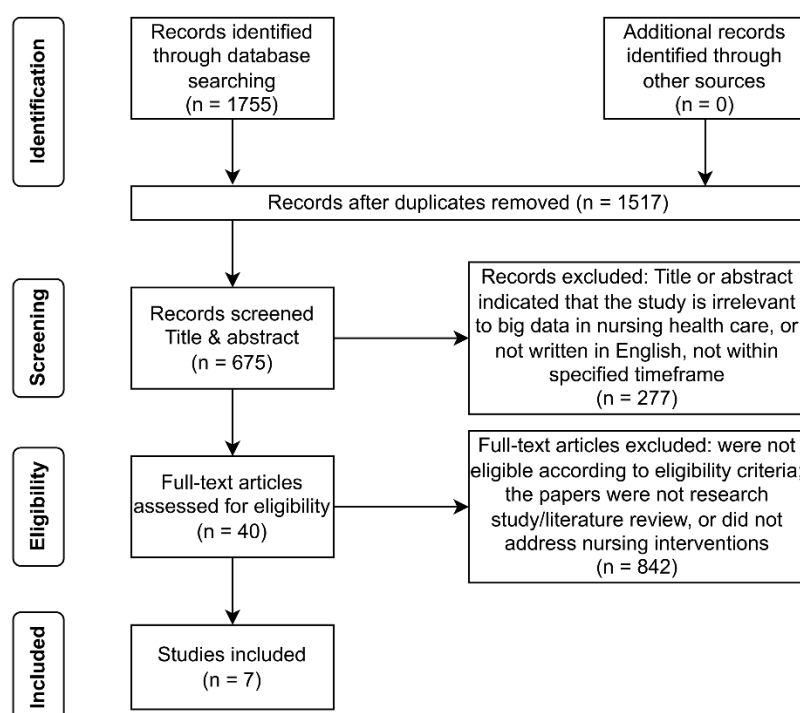 Identification
Records identified
through database
searching
(n = 1755)
Additional records
identified through
other sources
(n = 0)
Records after duplicates removed (n = 1517)
Screening
Records screened
Title & abstract
(n = 675)
Records excluded: Title or abstract
indicated that the study is irrelevant
to big data in nursing health care, or
not written in English, not within
specified timeframe
(n = 277)
Eligibility
Full-text articles
assessed for eligibility
(n = 40)
Full-text articles excluded: were not
eligible according to eligibility criteria;
the papers were not research
study/literature review, or did not
address nursing interventions
(n = 842)
Included
Studies included
(n = 7)